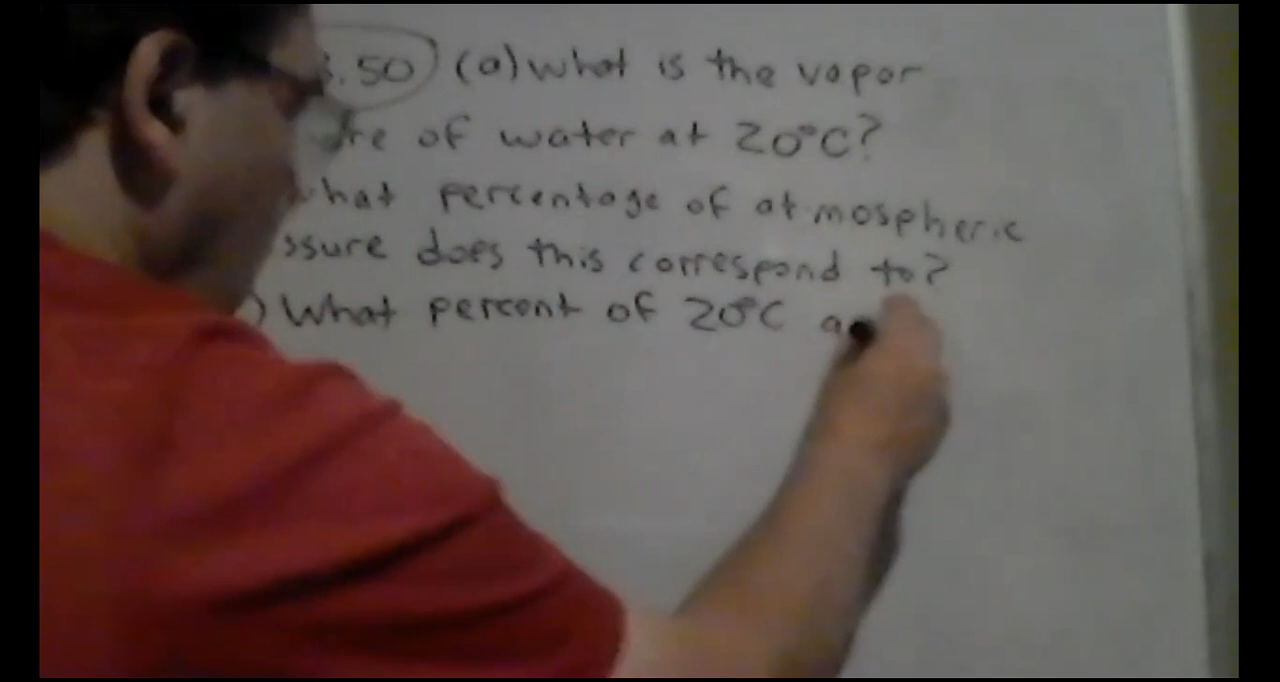 .50 (a) What is the vapor
re of water at 20°C?
hat percentage of atmospheric
ssure does this correspond to?
) What percent of 20°C a